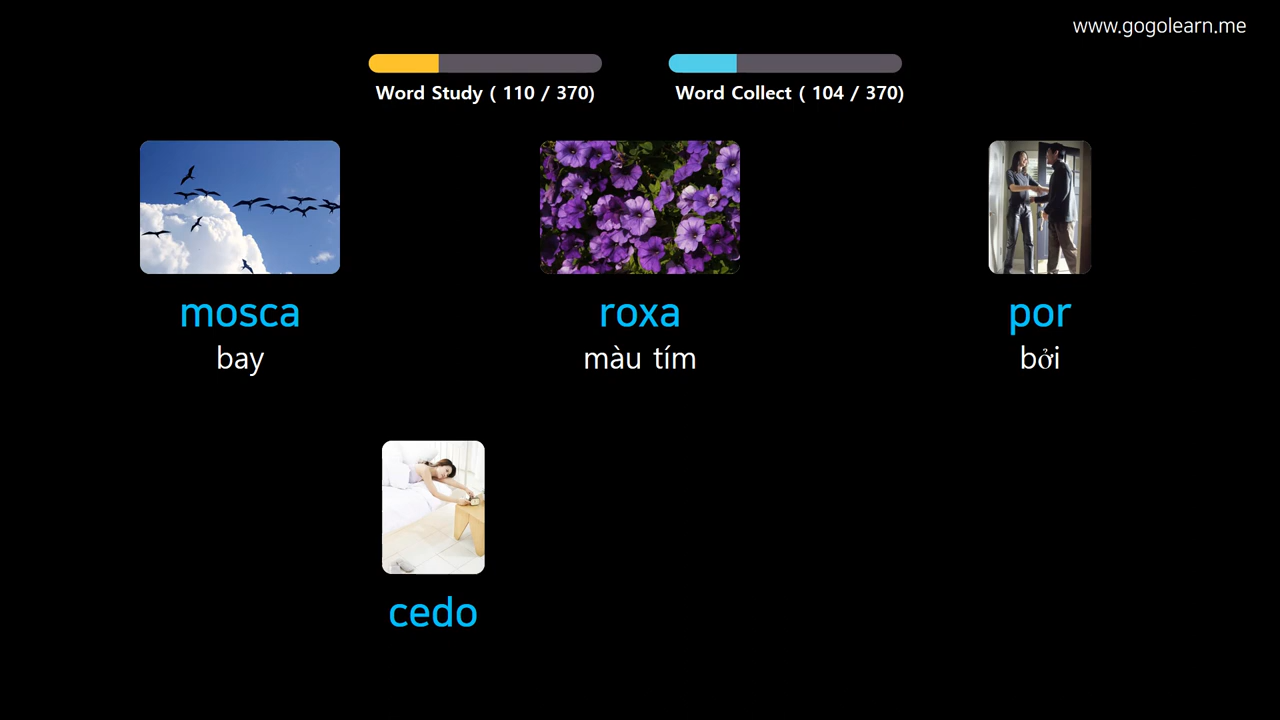 www.gogolearn.me
Word Study ( 110 / 370)
Word Collect ( 104 / 370)
mosca
bay
roxa
màu tím
por
bởi
cedo